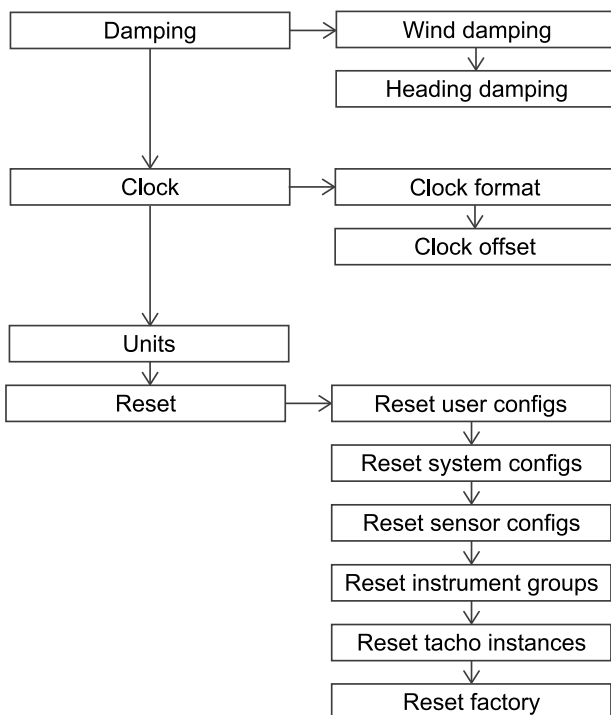 Damping
Wind damping
Heading damping
Clock
Clock format
Clock offset
Units
Reset
Reset user configs
Reset system configs
Reset sensor configs
Reset instrument groups
Reset tacho instances
Reset factory